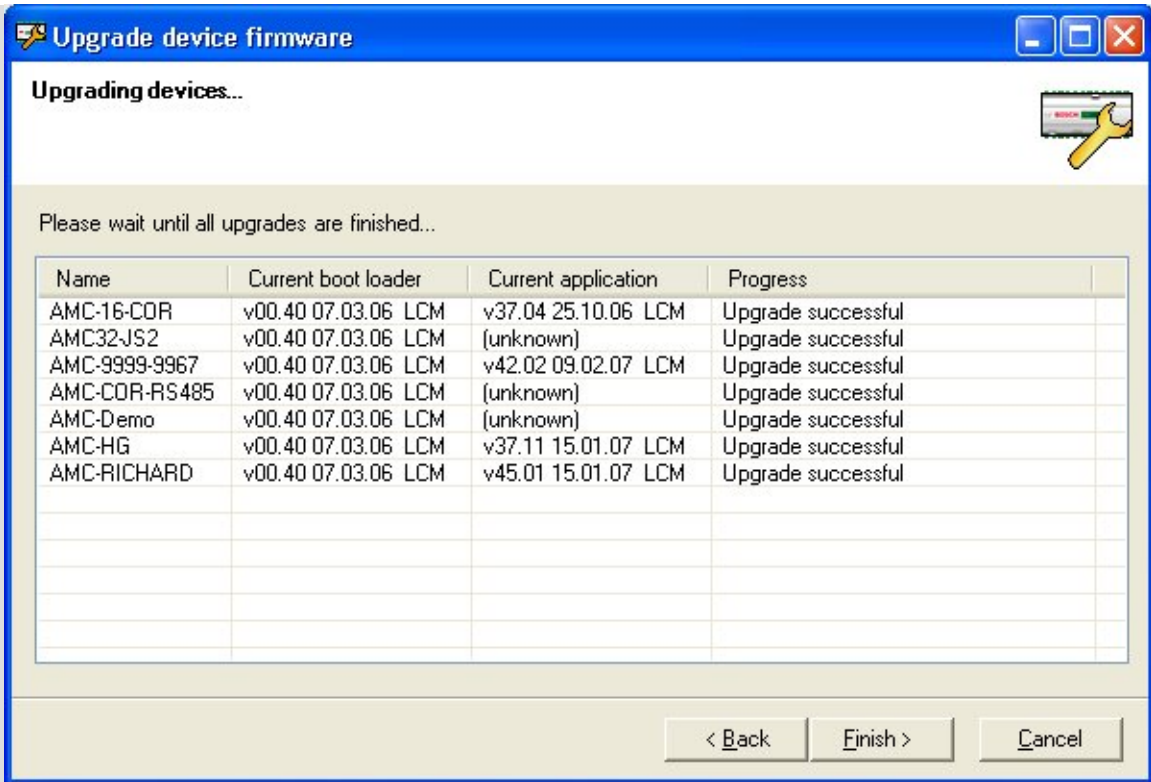 Upgrade device firmware
Upgrading devices...
BOSCH
Please wait until all upgrades are finished...
Name Current boot loader Current application Progress
AMC-16-COR v00.40 07.03.06 LCM v37.04 25.10.06 LCM Upgrade successful
AMC32-JS2 v00.40 07.03.06 LCM (unknown) Upgrade successful
AMC-9999-9967 v00.40 07.03.06 LCM v42.02 09.02.07 LCM Upgrade successful
AMC-COR-RS485 v00.40 07.03.06 LCM (unknown) Upgrade successful
AMC-Demo v00.40 07.03.06 LCM (unknown) Upgrade successful
AMC-HG v00.40 07.03.06 LCM v37.11 15.01.07 LCM Upgrade successful
AMC-RICHARD v00.40 07.03.06 LCM v45.01 15.01.07 LCM Upgrade successful
< Back Finish > Cancel